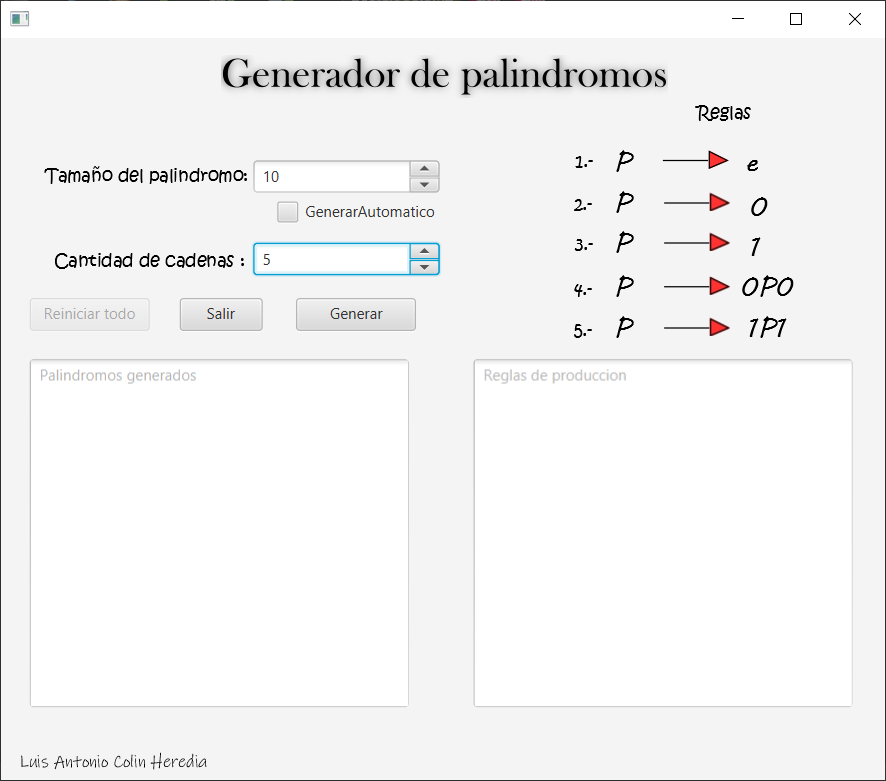 Generador de palindromos
Reglas
Tamaño del palindromo: 10
GenerarAutomatico
Cantidad de cadenas : 5
Reiniciar todo Salir Generar
1.- P e
2.- P 0
3.- P 1
4.- P 0P0
5.- P 1P1
Palindromos generados
Reglas de produccion
Luis Antonio Colin Heredia